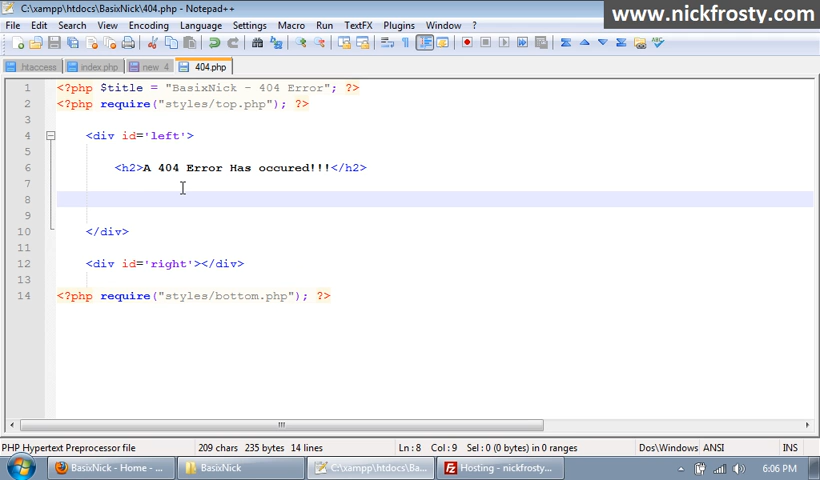 C:\xampp\htdocs\BasixNick\404.php - Notepad++
www.nickfrosty.com
File Edit Search View Encoding Language Settings Macro Run TextFX Plugins Window ?
.htaccess index.php new 4 404.php
1 <?php $title = "BasixNick - 404 Error"; ?>
2 <?php require("styles/top.php"); ?>
3
4 <div id='left'>
5
6 <h2>A 404 Error Has occured!!!</h2>
7
8
9
10 </div>
11
12 <div id='right'></div>
13
14 <?php require("styles/bottom.php"); ?>
PHP Hypertext Preprocessor file 209 chars 235 bytes 14 lines Ln : 8 Col : 9 Sel : 0 (0 bytes) in 0 ranges Dos\Windows ANSI INS
BasixNick - Home - ... BasixNick C:\xampp\htdocs\Ba... Hosting - nickfrosty... 6:06 PM